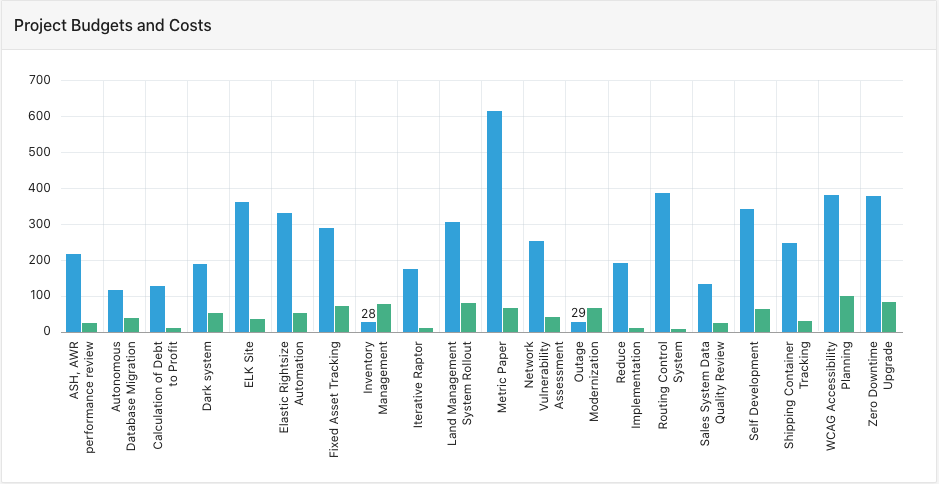 Project Budgets and Costs
700
600
500
400
300
200
100
0
28
29
ASH, AWR
performance review
Autonomous
Database Migration
Calculation of Debt
to Profit
Dark system
ELK Site
Elastic Rightsize
Automation
Fixed Asset Tracking
Inventory
Management
Iterative Raptor
Land Management
System Rollout
Metric Paper
Network
Vulnerability
Assessment
Outage
Modernization
Reduce
Implementation
Routing Control
System
Sales System Data
Quality Review
Self Development
Shipping Container
Tracking
WCAG Accessibility
Planning
Zero Downtime
Upgrade